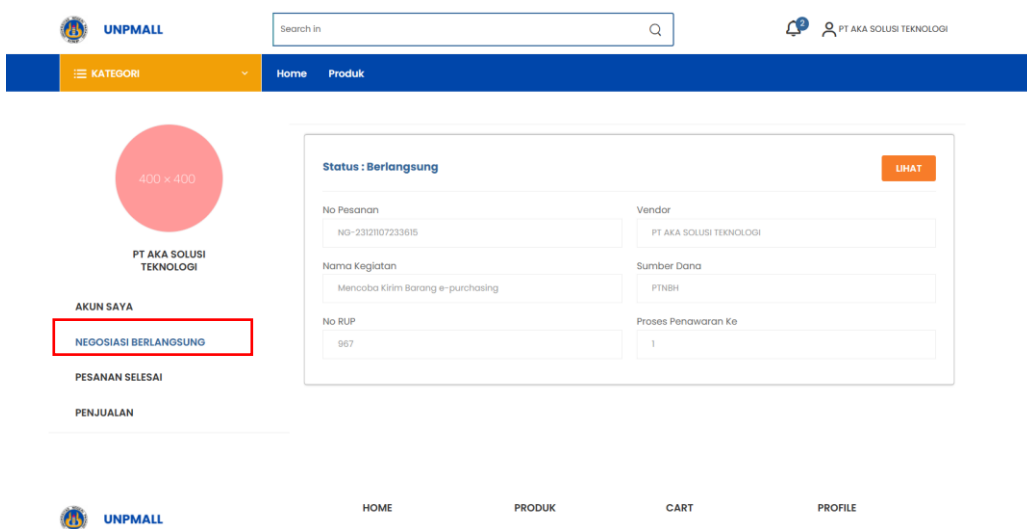 UNPMALL
Search in
2
PT AKA SOLUSI TEKNOLOGI
KATEGORI
Home
Produk
400 × 400
PT AKA SOLUSI
TEKNOLOGI
AKUN SAYA
NEGOSIASI BERLANGSUNG
PESANAN SELESAI
PENJUALAN
Status : Berlangsung
LIHAT
No Pesanan
NG-23121107233615
Vendor
PT AKA SOLUSI TEKNOLOGI
Nama Kegiatan
Mencoba Kirim Barang e-purchasing
Sumber Dana
PTNBH
No RUP
967
Proses Penawaran Ke
1
UNPMALL
HOME
PRODUK
CART
PROFILE